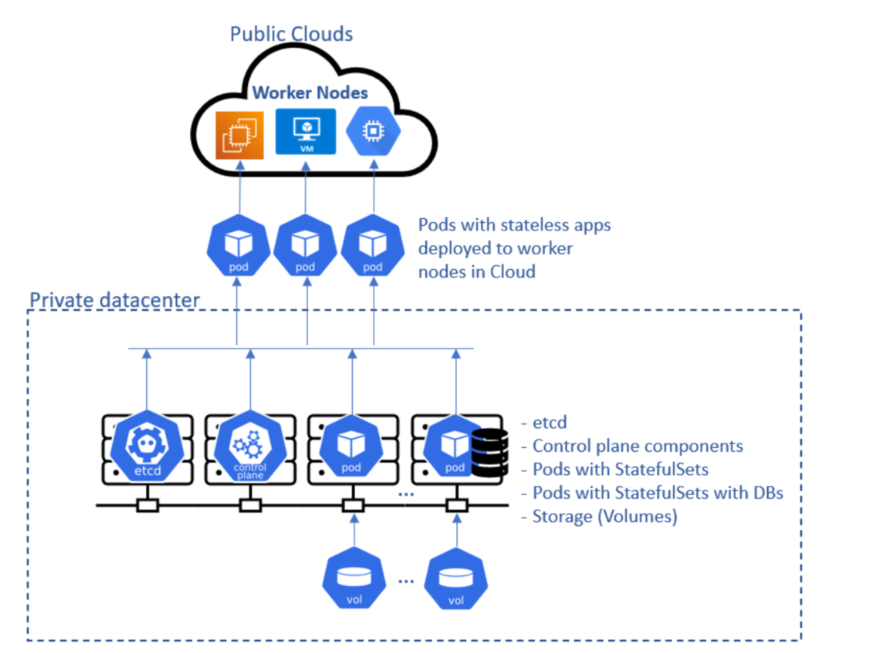 Public Clouds
Worker Nodes
VM
pod
pod
pod
Pods with stateless apps
deployed to worker
nodes in Cloud
Private datacenter
etcd
control
plane
pod
pod
...
- etcd
- Control plane components
- Pods with StatefulSets
- Pods with StatefulSets with DBs
- Storage (Volumes)
vol
...
vol